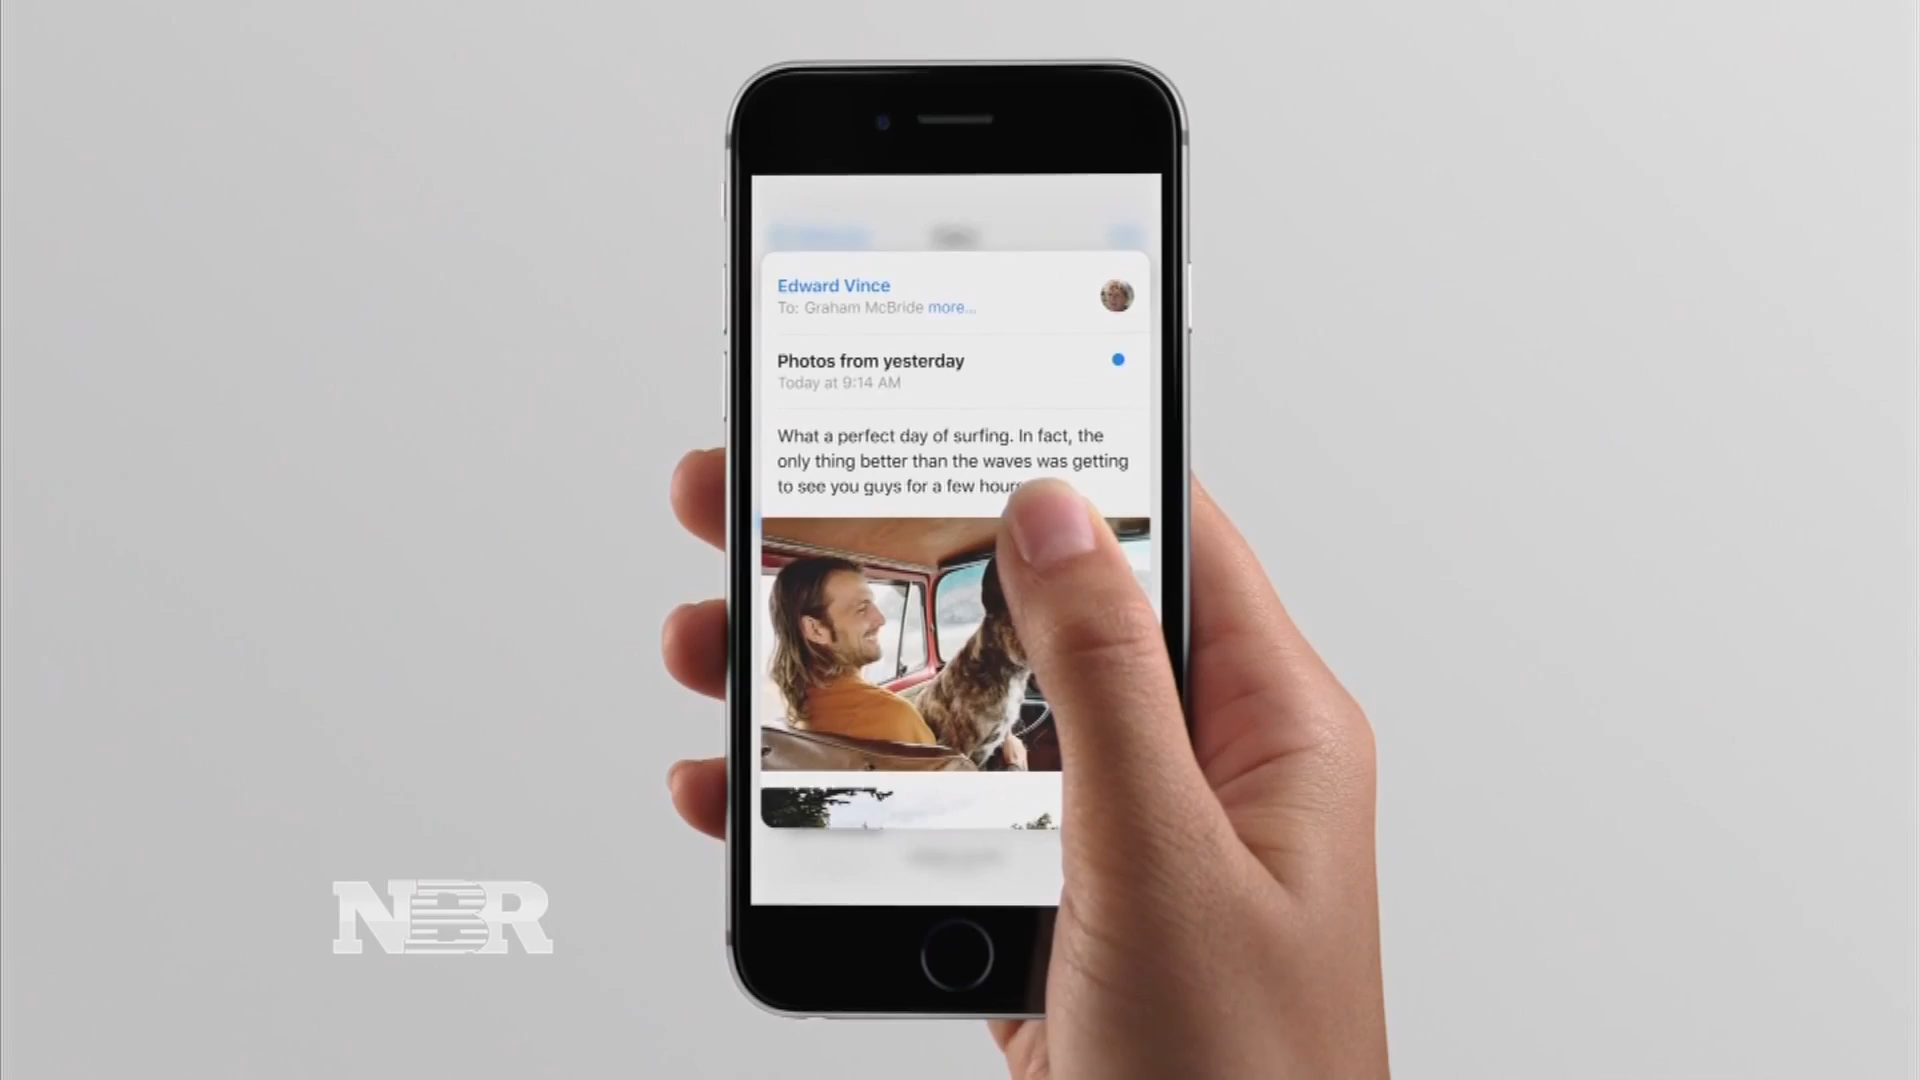 Edward Vince
To: Graham McBride more...
Photos from yesterday
Today at 9:14 AM
What a perfect day of surfing. In fact, the
only thing better than the waves was getting
to see you guys for a few hours
NBR